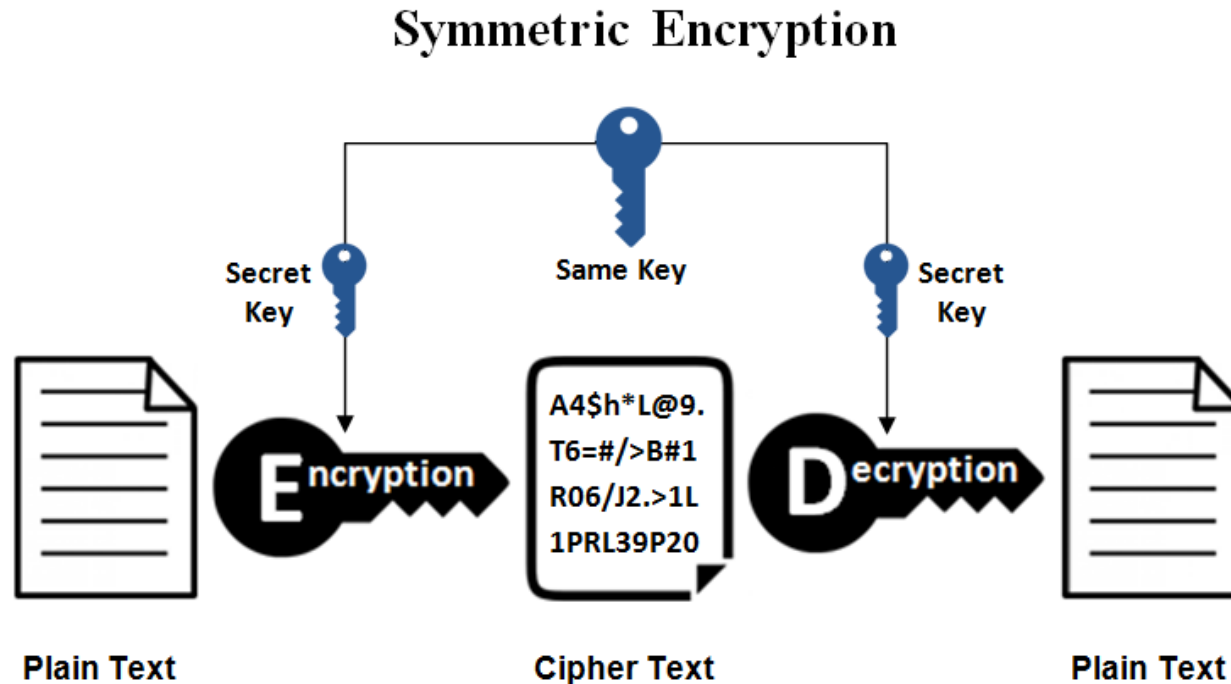 Symmetric Encryption
Secret
Key
Same Key
Secret
Key
Encryption
A4$h*L@9.
T6=#/>B#1
R06/J2.>1L
1PRL39P20
Decryption
Plain Text
Cipher Text
Plain Text